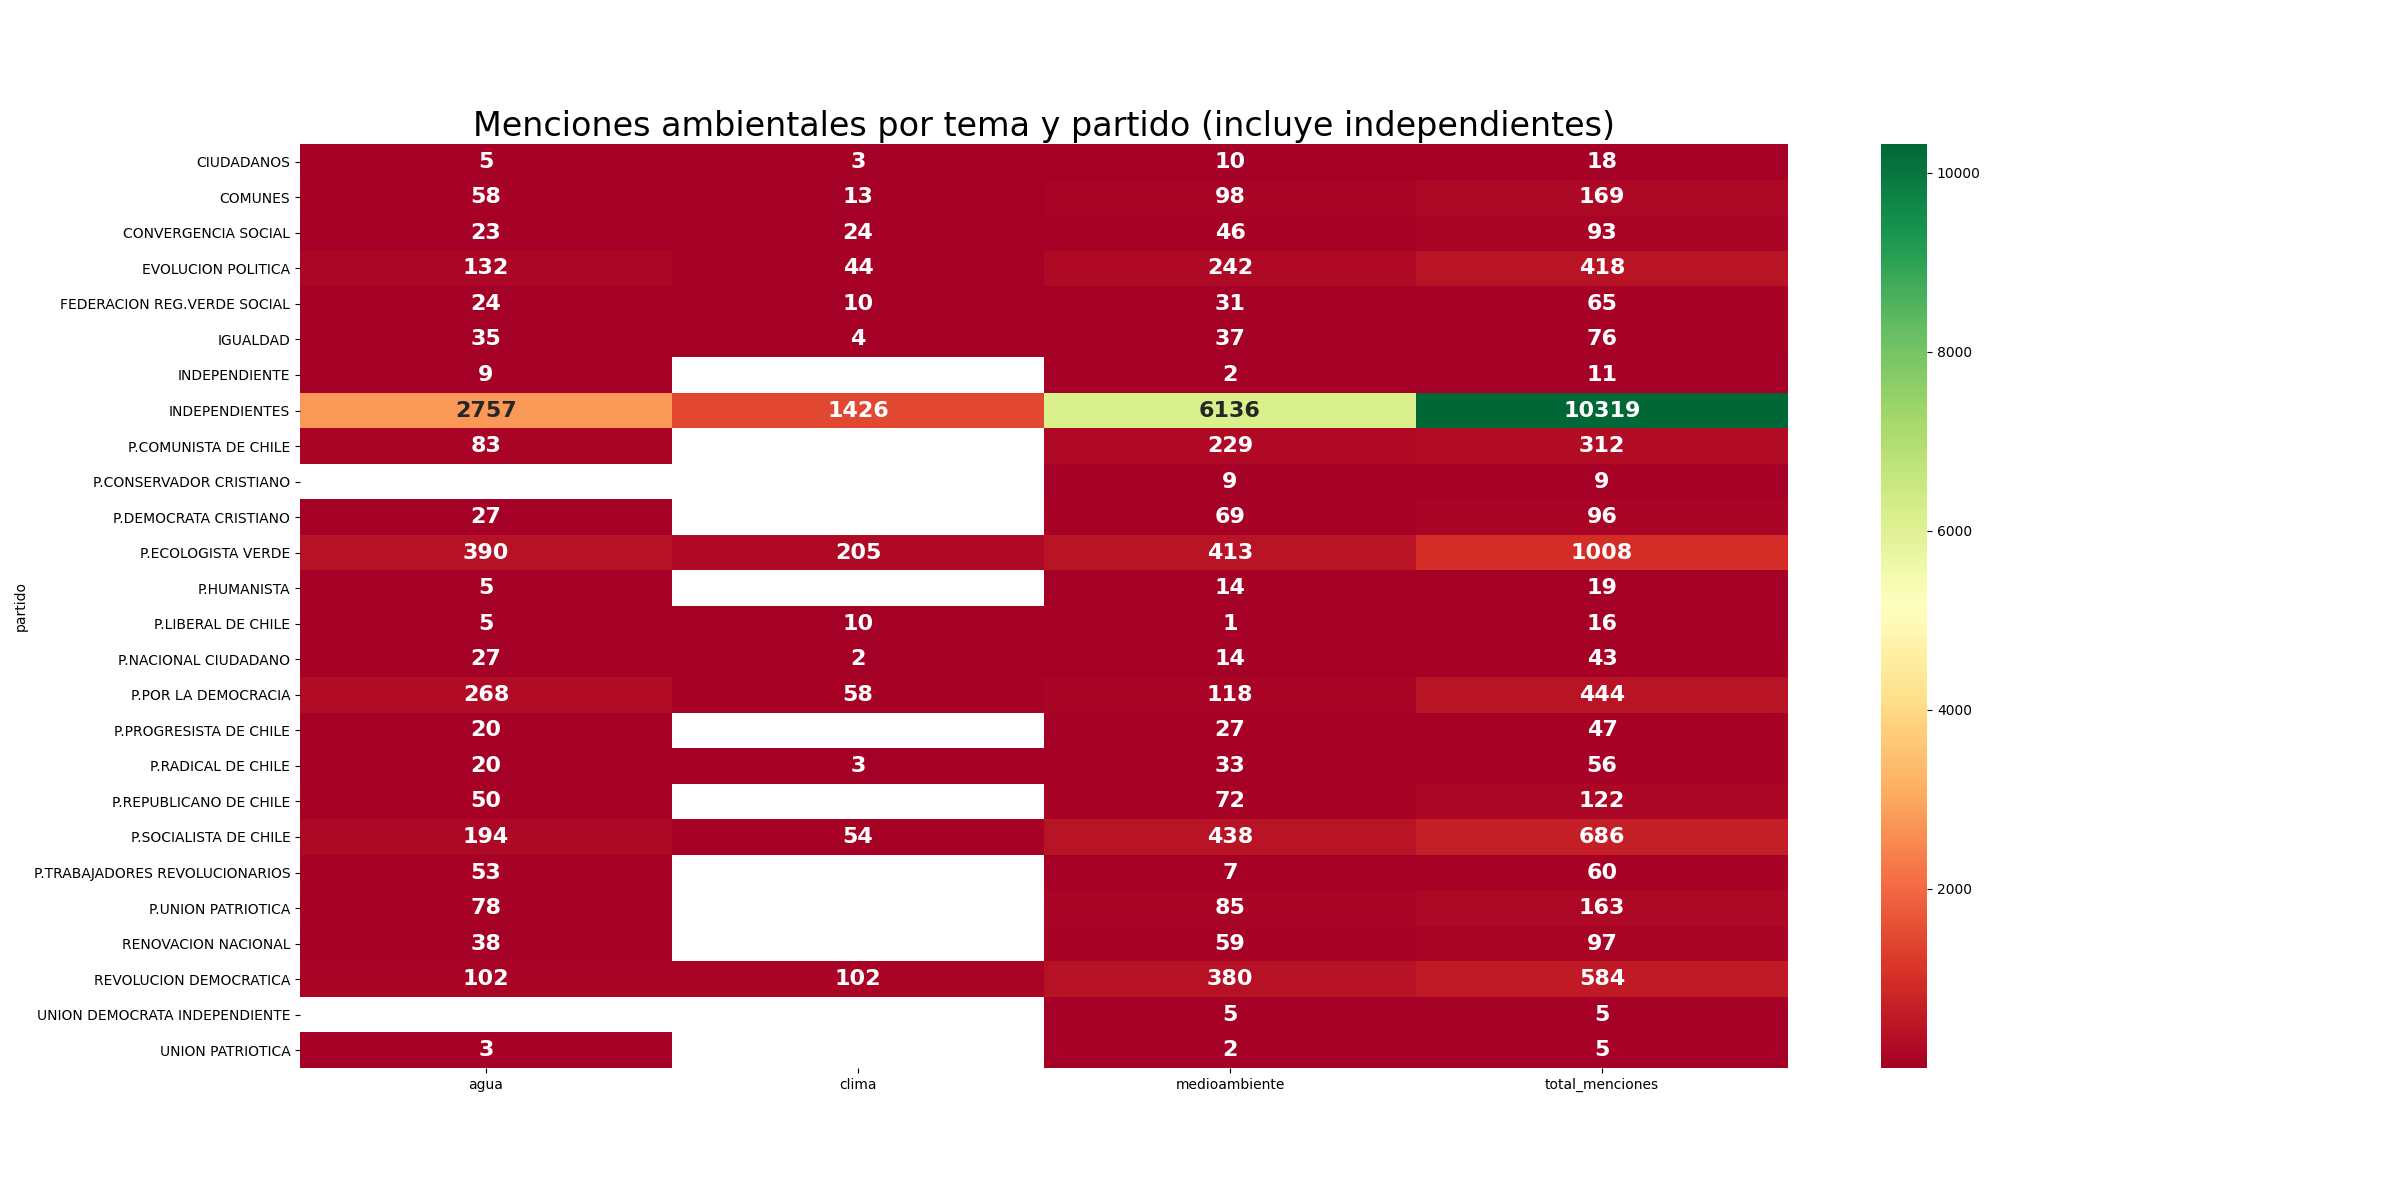 Menciones ambientales por tema y partido (incluye independientes)
partido
CIUDADANOS 5 3 10 18
COMUNES 58 13 98 169
CONVERGENCIA SOCIAL 23 24 46 93
EVOLUCION POLITICA 132 44 242 418
FEDERACION REG.VERDE SOCIAL 24 10 31 65
IGUALDAD 35 4 37 76
INDEPENDIENTE 9 2 11
INDEPENDIENTES 2757 1426 6136 10319
P.COMUNISTA DE CHILE 83 229 312
P.CONSERVADOR CRISTIANO 9 9
P.DEMOCRATA CRISTIANO 27 69 96
P.ECOLOGISTA VERDE 390 205 413 1008
P.HUMANISTA 5 14 19
P.LIBERAL DE CHILE 5 10 1 16
P.NACIONAL CIUDADANO 27 2 14 43
P.POR LA DEMOCRACIA 268 58 118 444
P.PROGRESISTA DE CHILE 20 27 47
P.RADICAL DE CHILE 20 3 33 56
P.REPUBLICANO DE CHILE 50 72 122
P.SOCIALISTA DE CHILE 194 54 438 686
P.TRABAJADORES REVOLUCIONARIOS 53 7 60
P.UNION PATRIOTICA 78 85 163
RENOVACION NACIONAL 38 59 97
REVOLUCION DEMOCRATICA 102 102 380 584
UNION DEMOCRATA INDEPENDIENTE 5 5
UNION PATRIOTICA 3 2 5
agua clima medioambiente total_menciones
10000
8000
6000
4000
2000